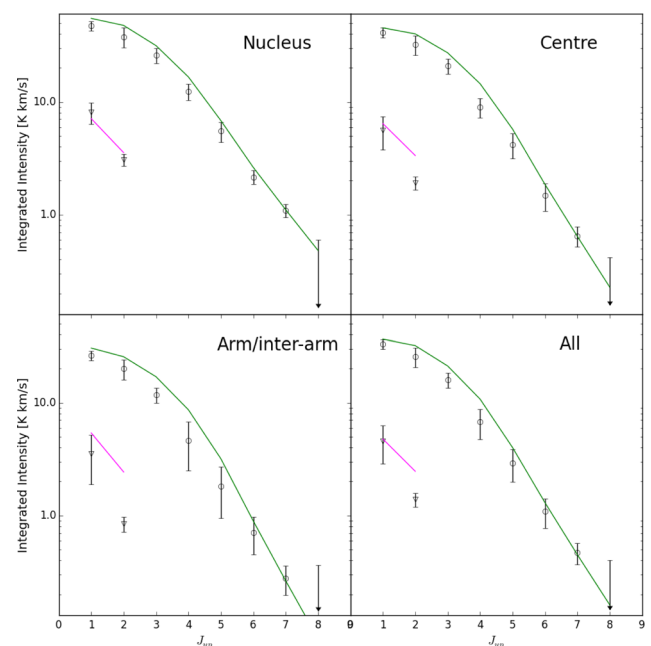 Nucleus
Centre
Integrated Intensity [K km/s]
10.0
1.0
Arm/inter-arm
All
Integrated Intensity [K km/s]
10.0
1.0
0 1 2 3 4 5 6 7 8 1 2 3 4 5 6 7 8 9
J_up J_up